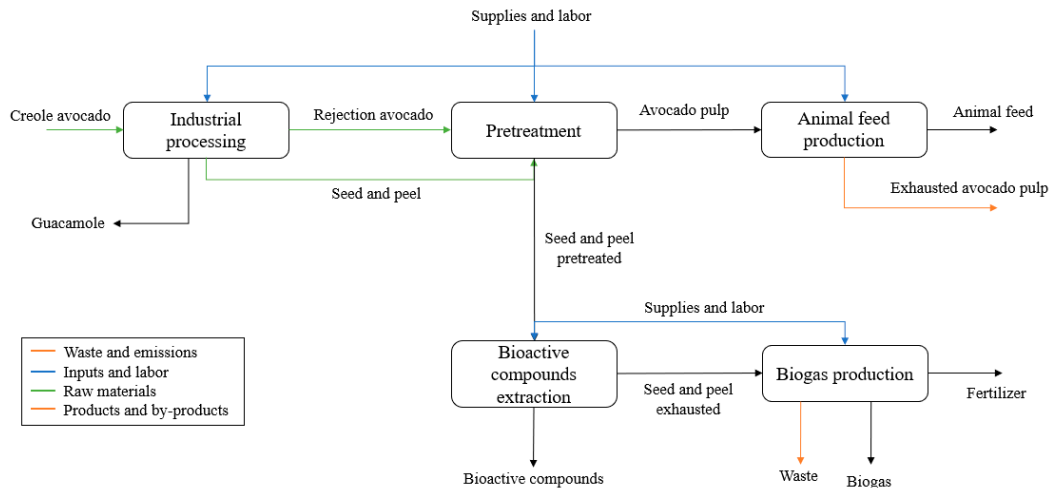 Supplies and labor
Creole avocado
Industrial
processing
Rejection avocado
Pretreatment
Avocado pulp
Animal feed
production
Animal feed
Seed and peel
Exhausted avocado pulp
Guacamole
Seed and peel
pretreated
Supplies and labor
Waste and emissions
Inputs and labor
Raw materials
Products and by-products
Bioactive
compounds
extraction
Seed and peel
exhausted
Biogas production
Fertilizer
Bioactive compounds
Waste
Biogas